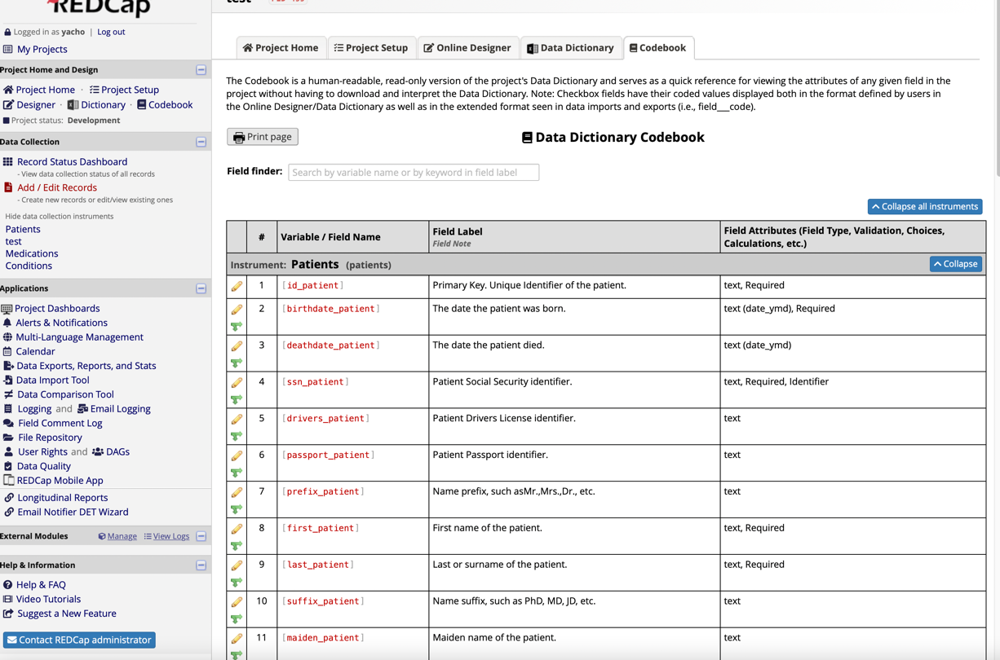 REDCap
Logged in as yacho | Log out
My Projects
Project Home and Design
Project Home · Project Setup
Designer · Dictionary · Codebook
Project status: Development
Data Collection
Record Status Dashboard
- View data collection status of all records
Add / Edit Records
- Create new records or edit/view existing ones
Hide data collection instruments
Patients
test
Medications
Conditions
Applications
Project Dashboards
Alerts & Notifications
Multi-Language Management
Calendar
Data Exports, Reports, and Stats
Data Import Tool
Data Comparison Tool
Logging and Email Logging
Field Comment Log
File Repository
User Rights and DAGs
Data Quality
REDCap Mobile App
Longitudinal Reports
Email Notifier DET Wizard
External Modules Manage View Logs
Help & Information
Help & FAQ
Video Tutorials
Suggest a New Feature
Contact REDCap administrator
test
Project Home Project Setup Online Designer Data Dictionary Codebook
The Codebook is a human-readable, read-only version of the project's Data Dictionary and serves as a quick reference for viewing the attributes of any given field in the
project without having to download and interpret the Data Dictionary. Note: Checkbox fields have their coded values displayed both in the format defined by users in
the Online Designer/Data Dictionary as well as in the extended format seen in data imports and exports (i.e., field___code).
Print page
Data Dictionary Codebook
Field finder: Search by variable name or by keyword in field label
Collapse all instruments
# Variable / Field Name Field Label Field Attributes (Field Type, Validation, Choices,
Field Note Calculations, etc.)
Instrument: Patients (patients) Collapse
1 [id_patient] Primary Key. Unique Identifier of the patient. text, Required
2 [birthdate_patient] The date the patient was born. text (date_ymd), Required
3 [deathdate_patient] The date the patient died. text (date_ymd)
4 [ssn_patient] Patient Social Security identifier. text, Required, Identifier
5 [drivers_patient] Patient Drivers License identifier. text
6 [passport_patient] Patient Passport identifier. text
7 [prefix_patient] Name prefix, such asMr.,Mrs.,Dr., etc. text
8 [first_patient] First name of the patient. text, Required
9 [last_patient] Last or surname of the patient. text, Required
10 [suffix_patient] Name suffix, such as PhD, MD, JD, etc. text
11 [maiden_patient] Maiden name of the patient. text